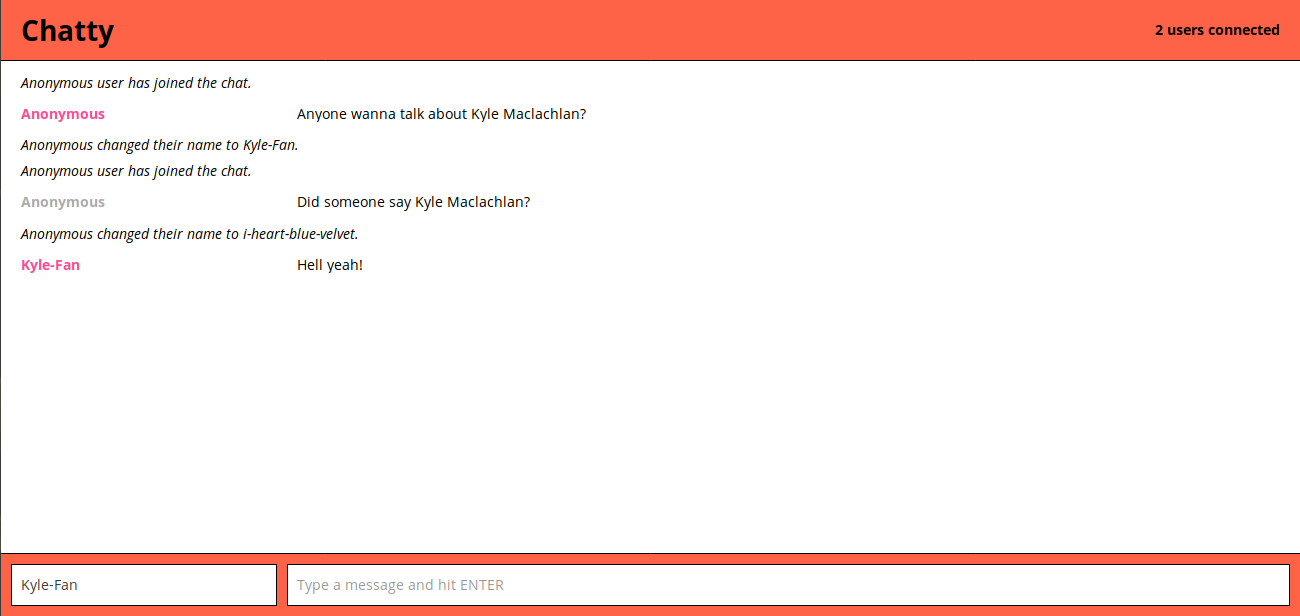 Chatty
2 users connected
Anonymous user has joined the chat.
Anonymous Anyone wanna talk about Kyle Maclachlan?
Anonymous changed their name to Kyle-Fan.
Anonymous user has joined the chat.
Anonymous Did someone say Kyle Maclachlan?
Anonymous changed their name to i-heart-blue-velvet.
Kyle-Fan Hell yeah!
Kyle-Fan Type a message and hit ENTER